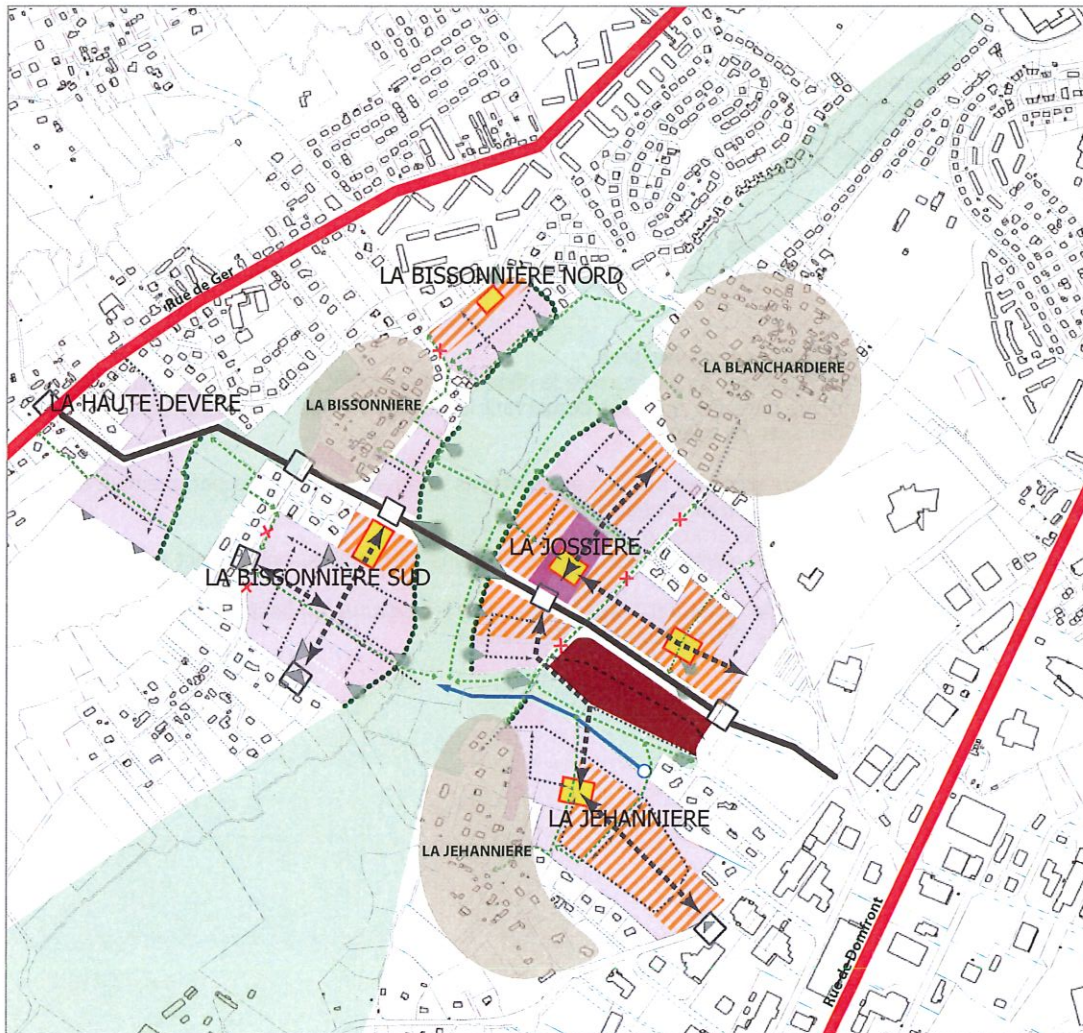 Rue de Ger
LA BISSONNIERE NORD
LA BLANCHARDIERE
LA HAUTE DEVERE
LA BISSONNIERE
LA JOSSIERE
LA BISSONNIERE SUD
LA JEHANNIERE
LA JEHANNIERE
Rue de Domfront